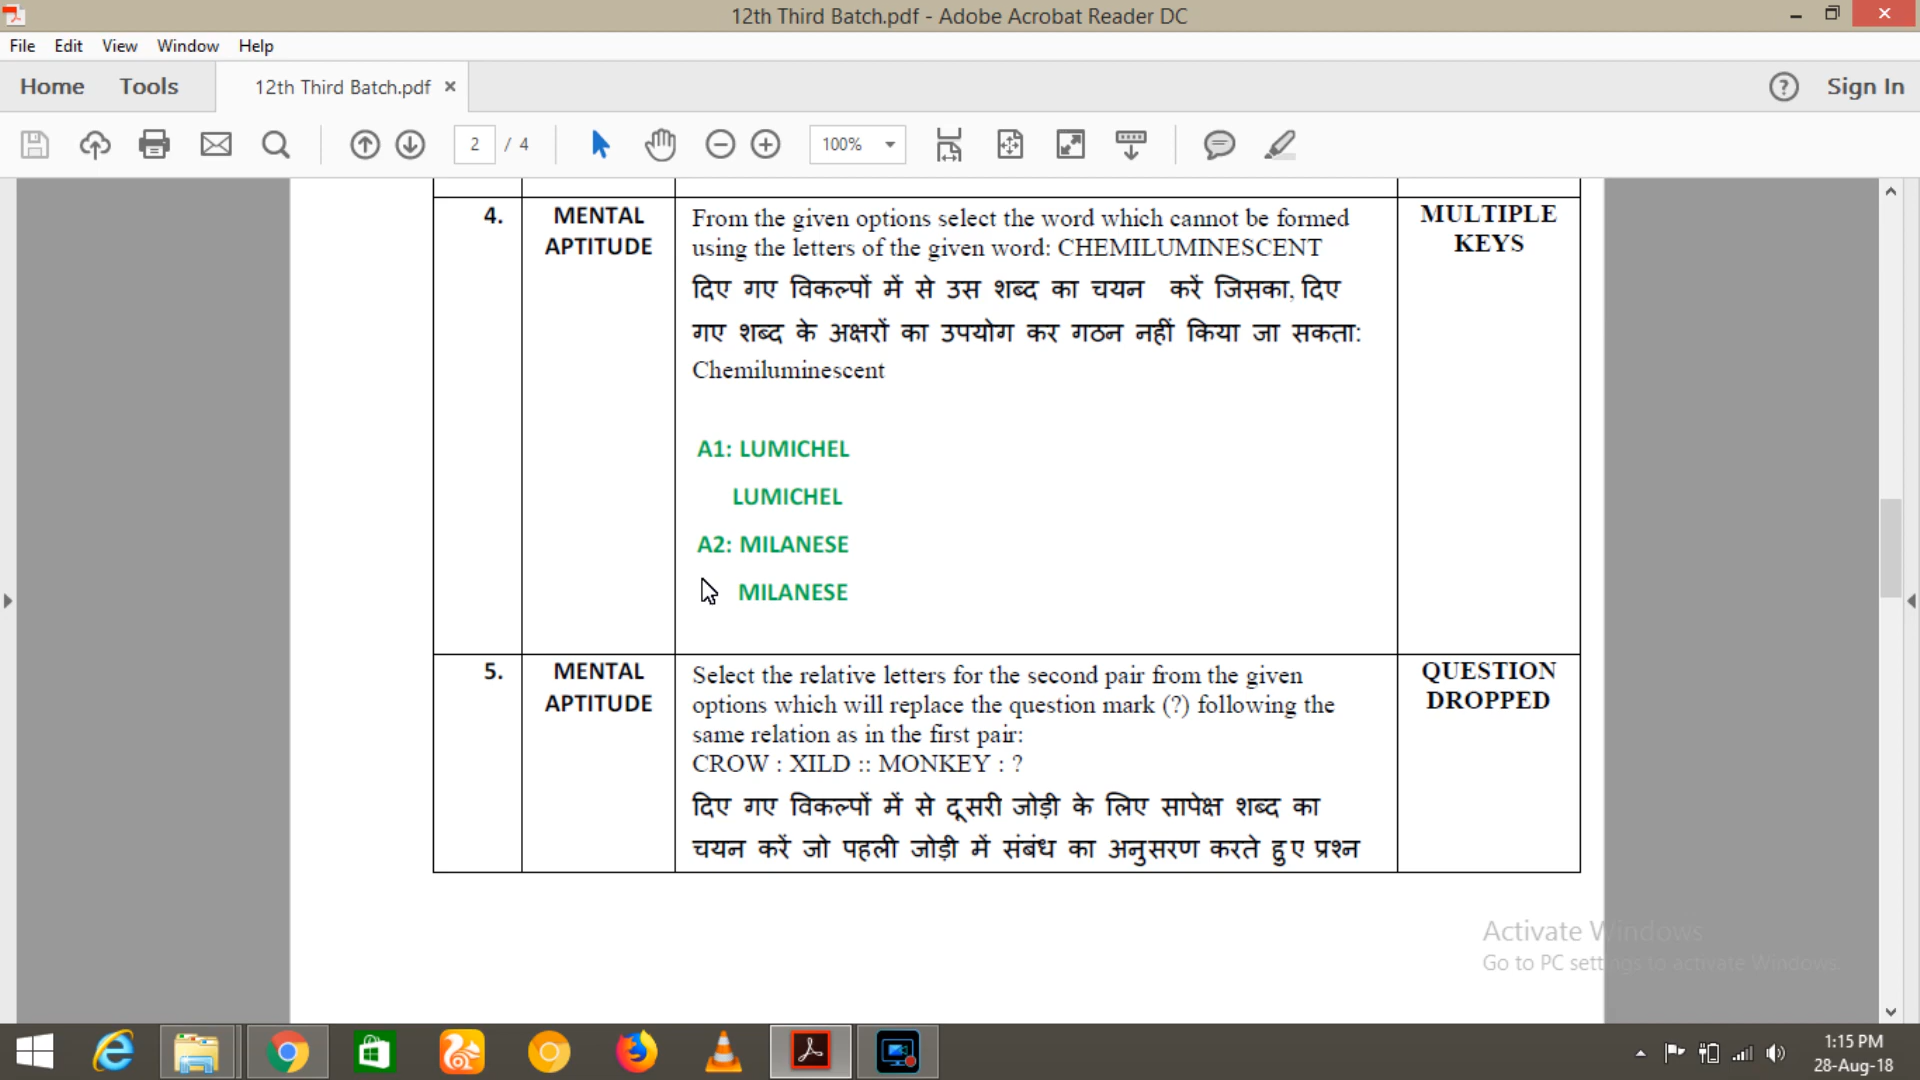 12th Third Batch.pdf - Adobe Acrobat Reader DC
File Edit View Window Help
Home Tools 12th Third Batch.pdf × Sign In
2 / 4 100%
4. MENTAL APTITUDE
From the given options select the word which cannot be formed
using the letters of the given word: CHEMILUMINESCENT
दिए गए विकल्पों में से उस शब्द का चयन करें जिसका, दिए
गए शब्द के अक्षरों का उपयोग कर गठन नहीं किया जा सकता:
Chemiluminescent
A1: LUMICHEL
LUMICHEL
A2: MILANESE
MILANESE
MULTIPLE
KEYS
5. MENTAL APTITUDE
Select the relative letters for the second pair from the given
options which will replace the question mark (?) following the
same relation as in the first pair:
CROW : XILD :: MONKEY : ?
दिए गए विकल्पों में से दूसरी जोड़ी के लिए सापेक्ष शब्द का
चयन करें जो पहली जोड़ी में संबंध का अनुसरण करते हुए प्रश्न
QUESTION
DROPPED
Activate Windows
Go to PC settings to activate Windows.
1:15 PM
28-Aug-18